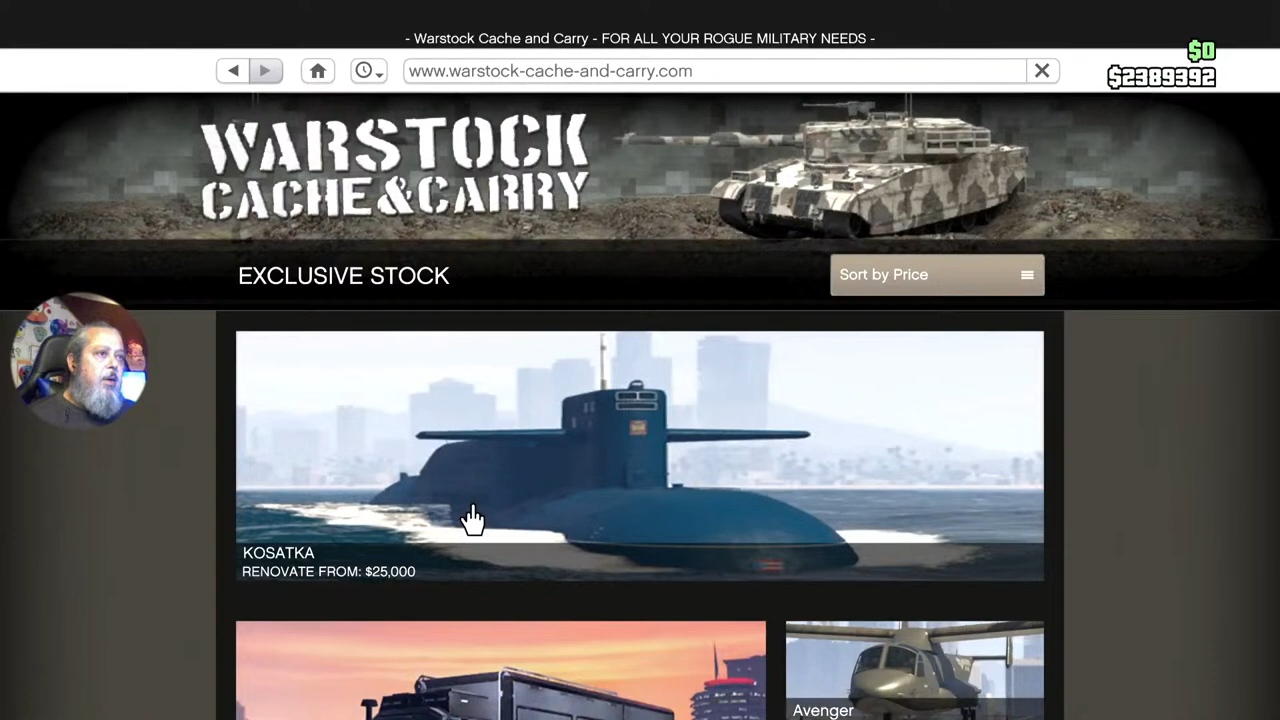 - Warstock Cache and Carry - FOR ALL YOUR ROGUE MILITARY NEEDS -
$0
www.warstock-cache-and-carry.com
$2389392
WARSTOCK
CACHE&CARRY
EXCLUSIVE STOCK
Sort by Price
KOSATKA
RENOVATE FROM: $25,000
Avenger